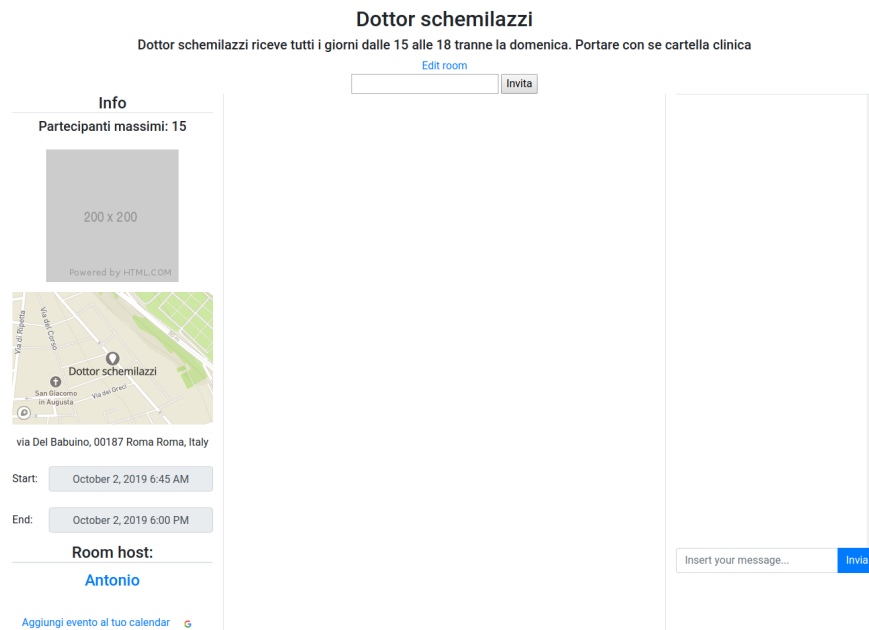 Dottor schemilazzi
Dottor schemilazzi riceve tutti i giorni dalle 15 alle 18 tranne la domenica. Portare con se cartella clinica
Edit room
Invita
Info
Partecipanti massimi: 15
200 x 200
Powered by HTML.COM
Via di Ripetta
Via del Corso
Dottor schemilazzi
San Giacomo
in Augusta
Via dei Greci
via Del Babuino, 00187 Roma Roma, Italy
Start: October 2, 2019 6:45 AM
End: October 2, 2019 6:00 PM
Room host:
Antonio
Aggiungi evento al tuo calendar
Insert your message...
Invia